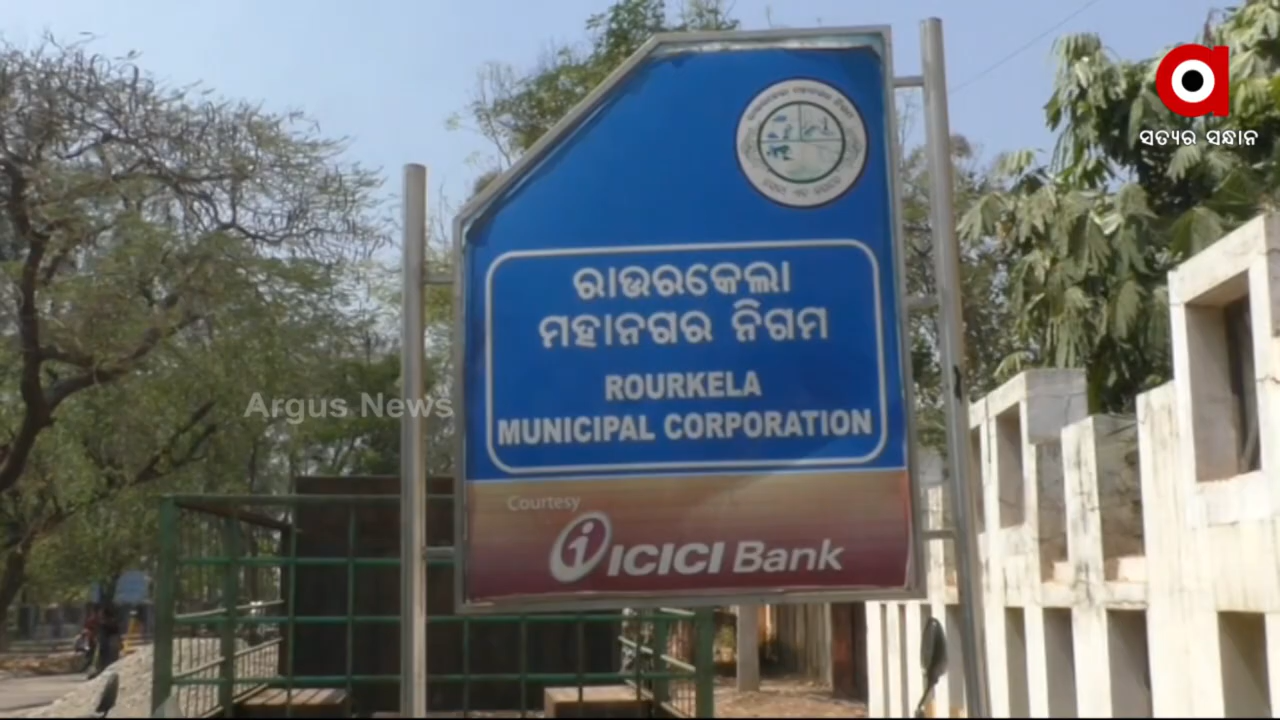 ସତ୍ୟର ସନ୍ଧାନ
ରାଉରକେଲା
ମହାନଗର ନିଗମ
ROURKELA
MUNICIPAL CORPORATION
Argus News
Courtesy
ICICI Bank